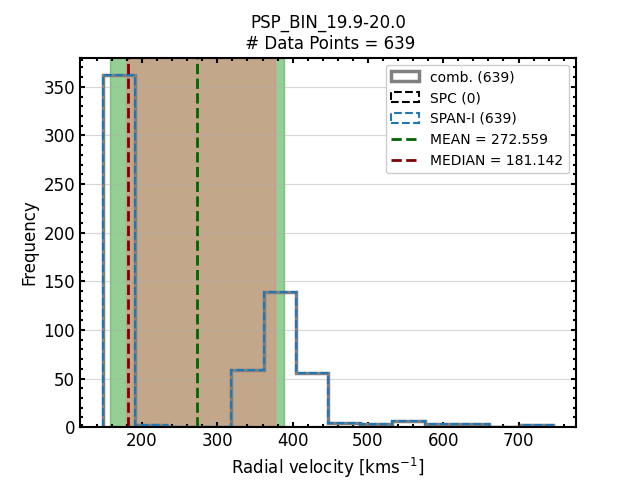 PSP_BIN_19.9-20.0
# Data Points = 639
comb. (639)
SPC (0)
SPAN-I (639)
MEAN = 272.559
MEDIAN = 181.142
Frequency
350
300
250
200
150
100
50
0
200 300 400 500 600 700
Radial velocity [kms⁻¹]